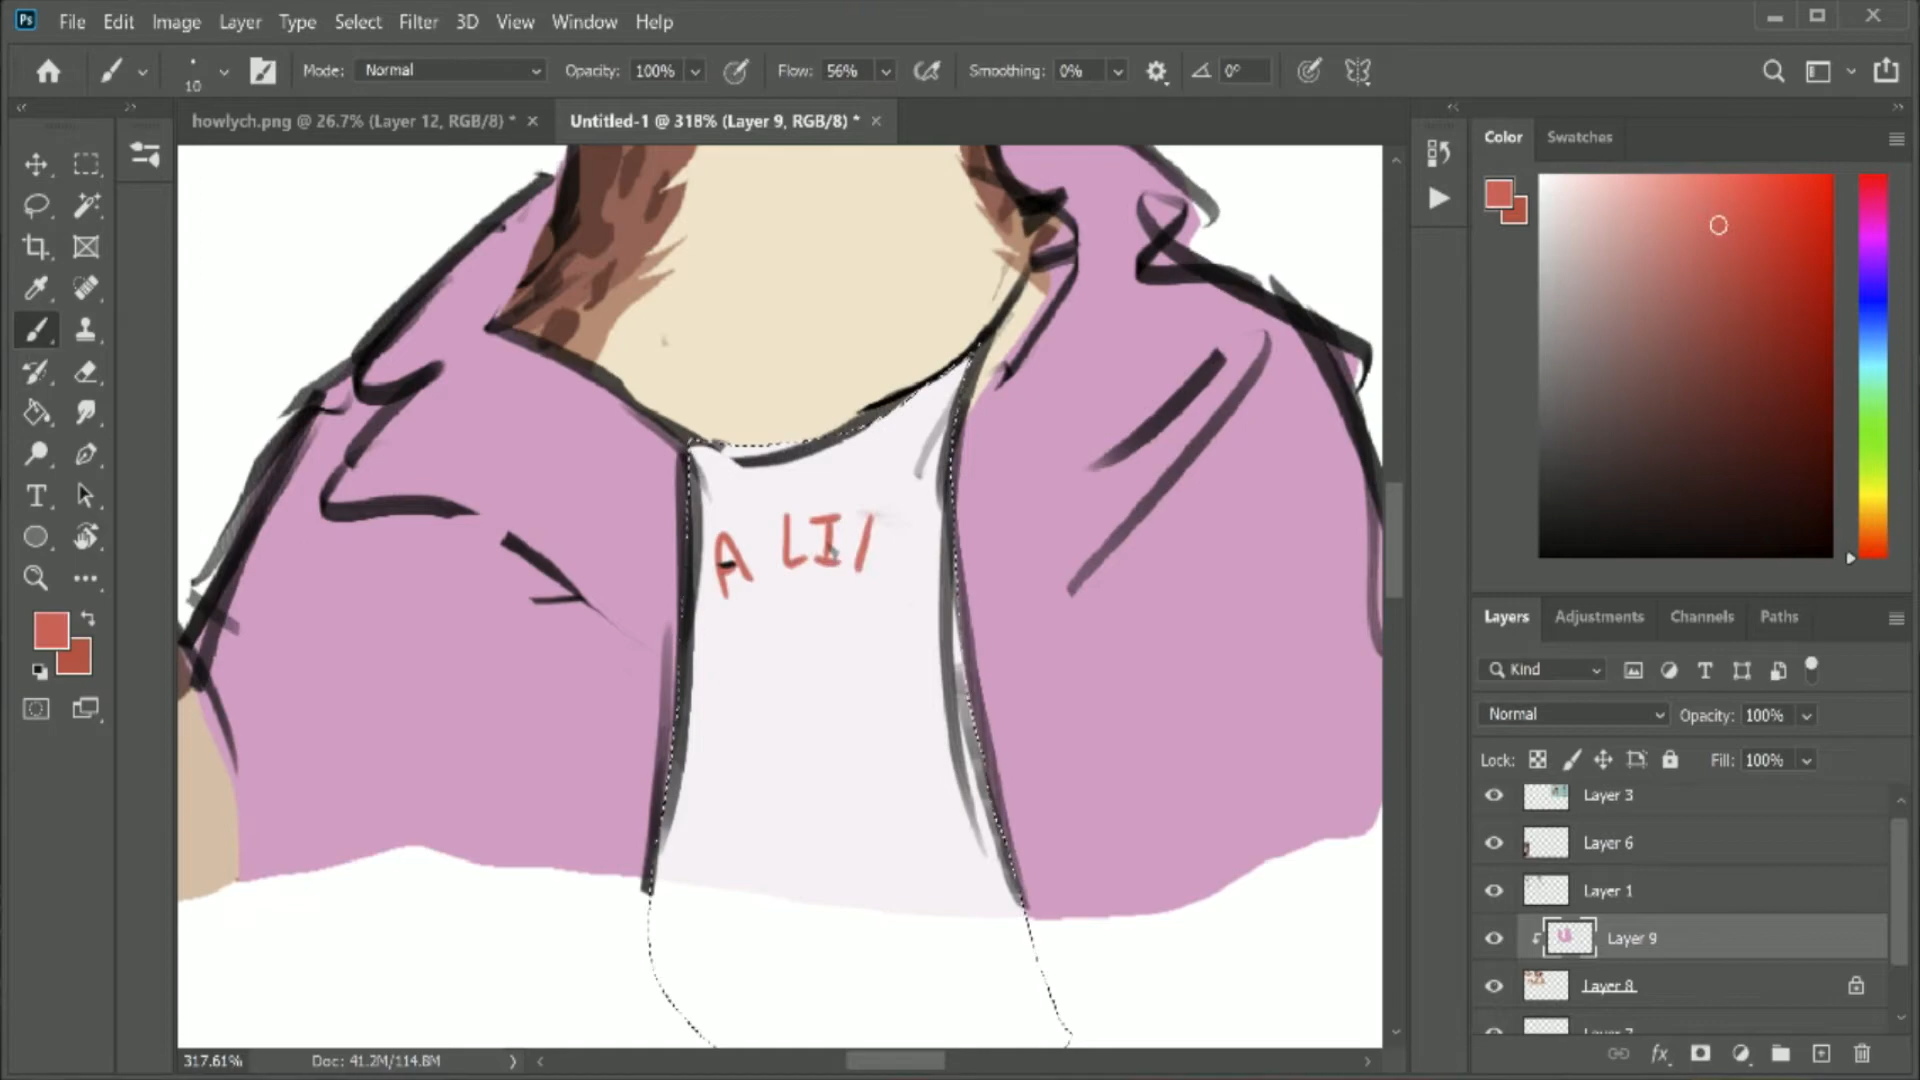 Ps File Edit Image Layer Type Select Filter 3D View Window Help
10 Mode: Normal Opacity: 100% Flow: 56% Smoothing: 0% 0°
howlych.png @ 26.7% (Layer 12, RGB/8) * Untitled-1 @ 318% (Layer 9, RGB/8) *
Color Swatches
A LI/
Layers Adjustments Channels Paths
Kind
Normal Opacity: 100%
Lock: Fill: 100%
Layer 3
Layer 6
Layer 1
Layer 9
Layer 8
317.61% Doc: 41.2M/114.8M